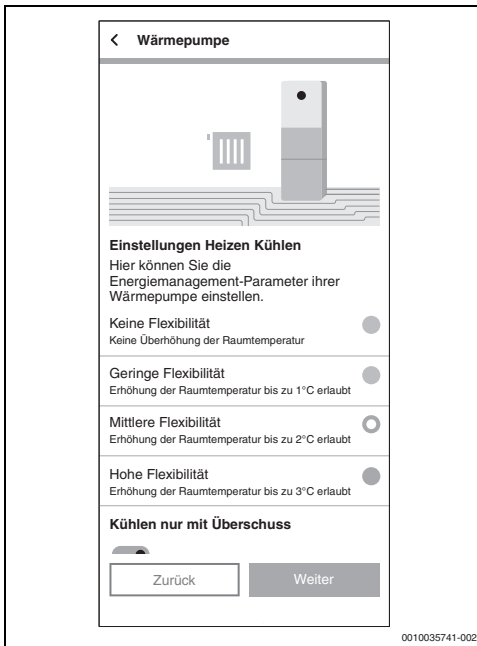 Wärmepumpe
Einstellungen Heizen Kühlen
Hier können Sie die
Energiemanagement-Parameter ihrer
Wärmepumpe einstellen.
Keine Flexibilität
Keine Überhöhung der Raumtemperatur
Geringe Flexibilität
Erhöhung der Raumtemperatur bis zu 1°C erlaubt
Mittlere Flexibilität
Erhöhung der Raumtemperatur bis zu 2°C erlaubt
Hohe Flexibilität
Erhöhung der Raumtemperatur bis zu 3°C erlaubt
Kühlen nur mit Überschuss
Zurück
Weiter
0010035741-002